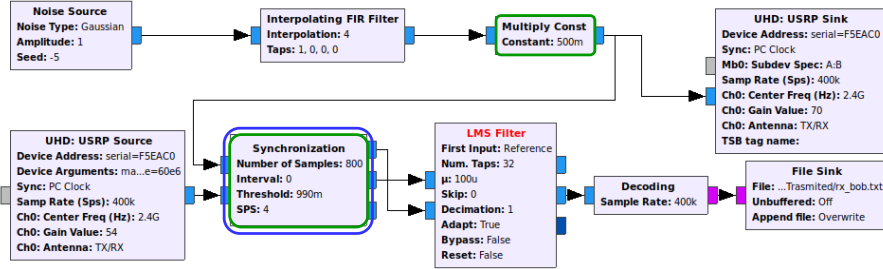 Noise Source
Noise Type: Gaussian
Amplitude: 1
Seed: -5
Interpolating FIR Filter
Interpolation: 4
Taps: 1, 0, 0, 0
Multiply Const
Constant: 500m
UHD: USRP Sink
Device Address: serial=F5EAC0
Sync: PC Clock
Mb0: Subdev Spec: A:B
Samp Rate (Sps): 400k
Ch0: Center Freq (Hz): 2.4G
Ch0: Gain Value: 70
Ch0: Antenna: TX/RX
TSB tag name:
UHD: USRP Source
Device Address: serial=F5EAC0
Device Arguments: ma...e=60e6
Sync: PC Clock
Samp Rate (Sps): 400k
Ch0: Center Freq (Hz): 2.4G
Ch0: Gain Value: 54
Ch0: Antenna: TX/RX
Synchronization
Number of Samples: 800
Interval: 0
Threshold: 990m
SPS: 4
LMS Filter
First Input: Reference
Num. Taps: 32
μ: 100u
Skip: 0
Decimation: 1
Adapt: True
Bypass: False
Reset: False
Decoding
Sample Rate: 400k
File Sink
File: ...Trasmited/rx_bob.txt
Unbuffered: Off
Append file: Overwrite